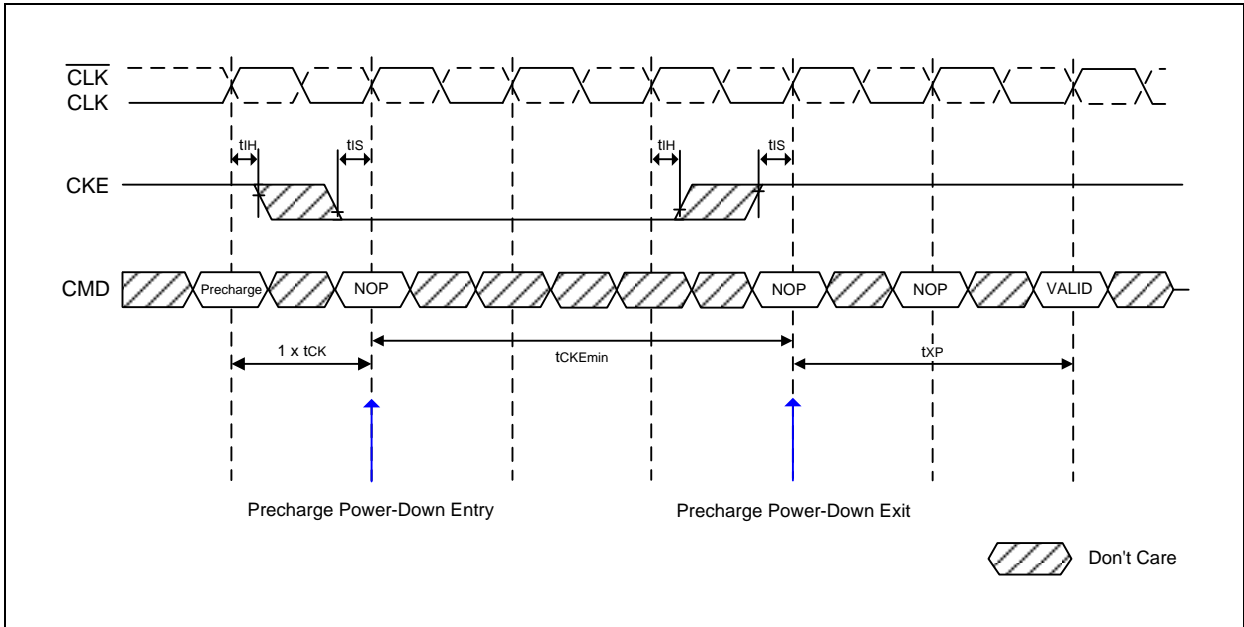 CLK
CLK
tIH
tIS
tIH
tIS
CKE
CMD
Precharge
NOP
NOP
NOP
VALID
1 x tCK
tCKEmin
tXP
Precharge Power-Down Entry
Precharge Power-Down Exit
Don't Care